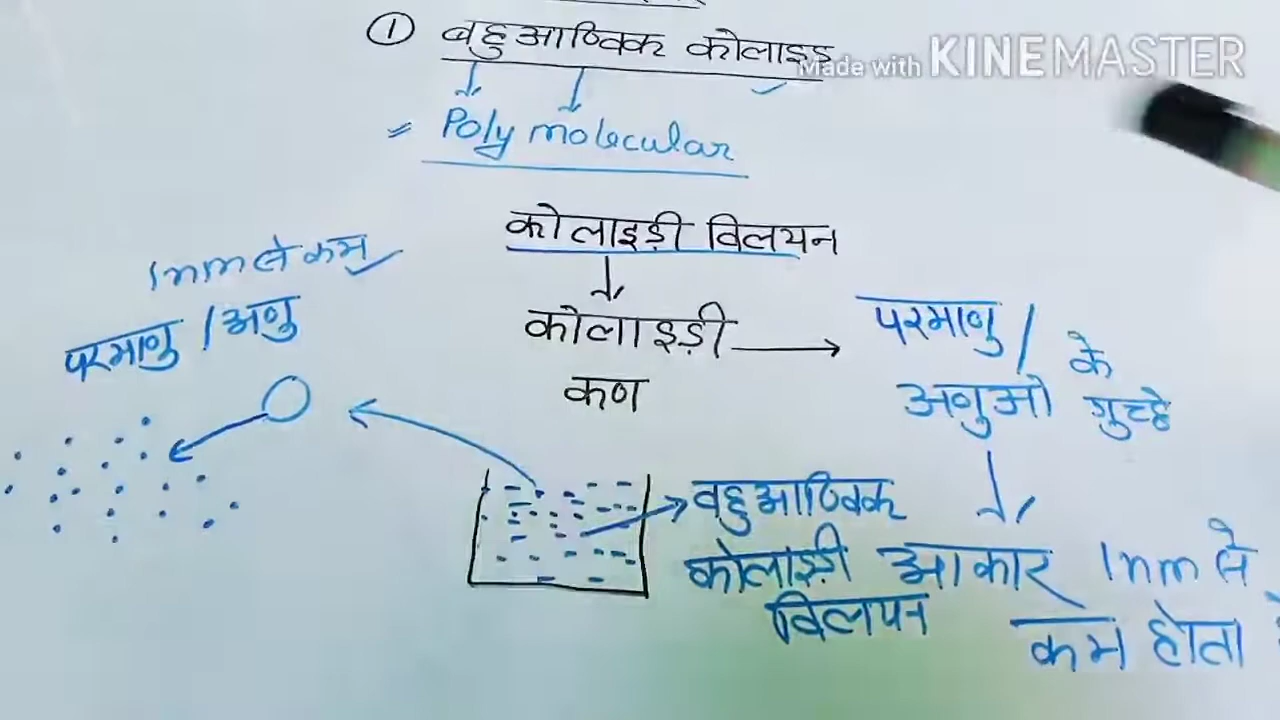 ① बहुआण्विक कोलाइड
Made with KINEMASTER
Poly molecular
कोलाइड़ी विलयन
1nm से कम
परमाणु / अणु
कोलाइड़ी
कण
परमाणु /
अणुओ के गुच्छे
बहुआण्विक
कोलाइड़ी
विलयन
आकार 1nm से
कम होता